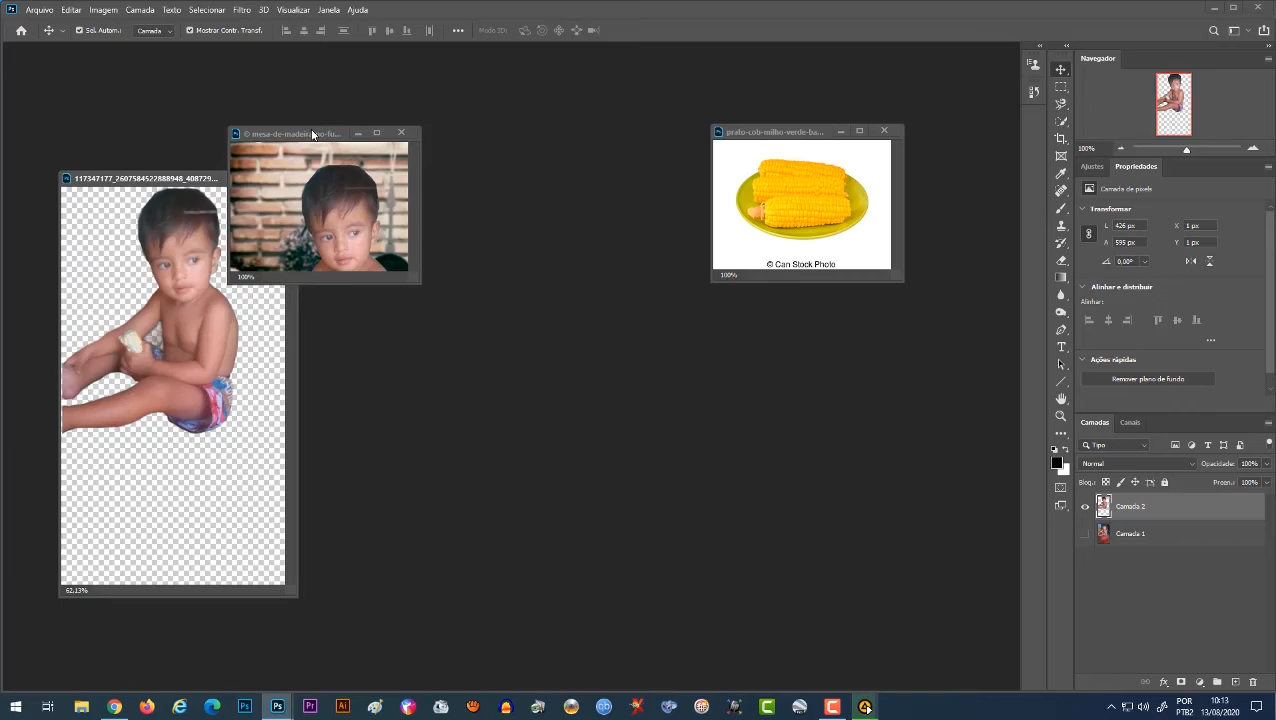 Arquivo Editar Imagem Camada Texto Selecionar Filtro 3D Visualizar Janela Ajuda
Sel. Autom.: Camada Mostrar Contr. Transf. Modo 3D:
Navegador
100%
Ajustes Propriedades
Camada de pixels
Transformar
L 426 px X 1 px
A 595 px Y 1 px
0,00°
Alinhar e distribuir
Alinhar:
Ações rápidas
Remover plano de fundo
Camadas Canais
Tipo
Normal Opacidade: 100%
Bloq.: Preen.: 100%
Camada 2
Camada 1
117347177_2607584522888948_408729...
62,13%
100%
prato-cob-milho-verde-ba...
© Can Stock Photo
100%
POR
PTB2
10:13
13/08/2020